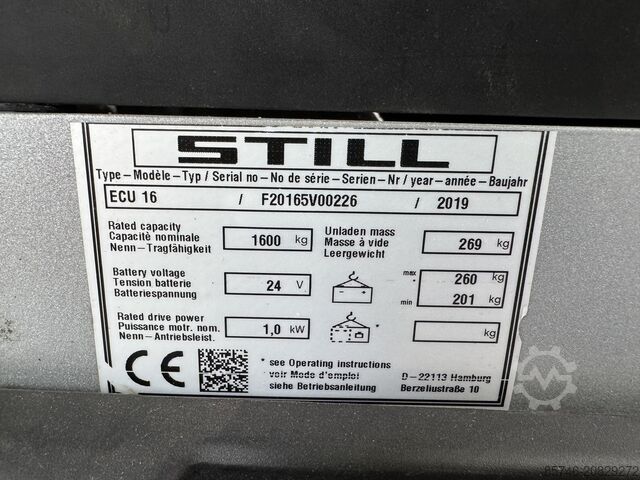 STILL
Type – Modèle – Typ / Serial no – No de série – Serien – Nr / year – année – Baujahr
ECU 16 / F20165V00226 / 2019
Rated capacity
Capacité nominale
Nenn – Tragfähigkeit
1600 kg
Unladen mass
Masse à vide
Leergewicht
269 kg
Battery voltage
Tension batterie
Batteriespannung
24 V
max 260 kg
min 201 kg
Rated drive power
Puissance motr. nom.
Nenn – Antriebsleist.
1,0 kW
kg
CE
* see Operating instructions
voir Mode d'emploi
siehe Betriebsanleitung
D – 22113 Hamburg
Berzeliustraße 10
85748-20829272